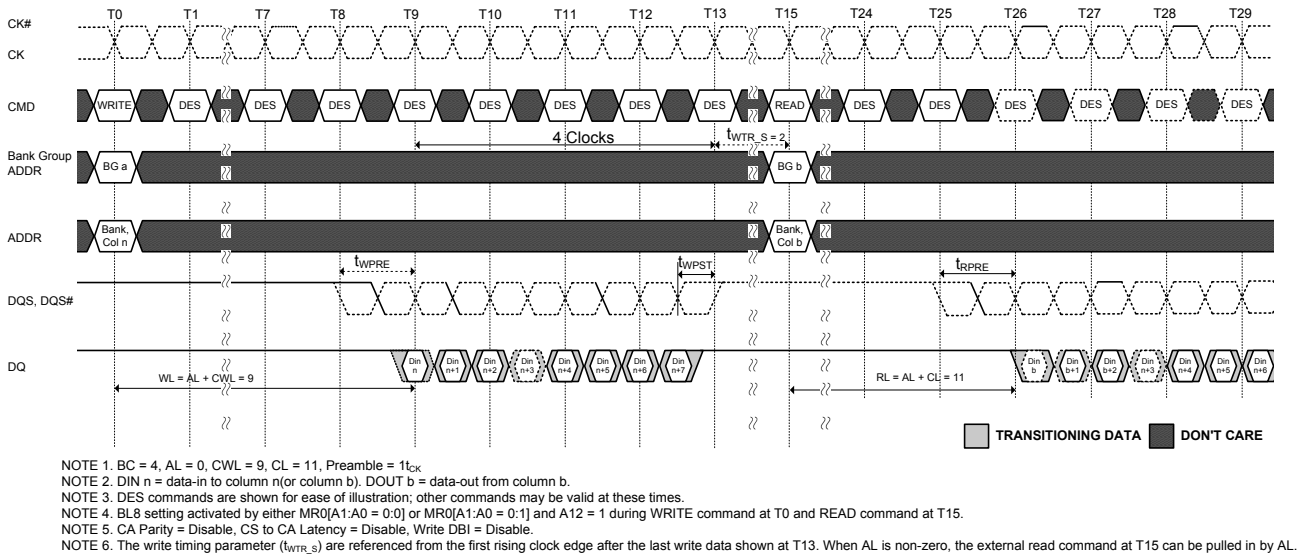 T0 T1 T7 T8 T9 T10 T11 T12 T13 T15 T24 T25 T26 T27 T28 T29
CK#
CK
CMD WRITE DES DES DES DES DES DES DES DES READ DES DES DES DES DES DES
4 Clocks tWTR_S = 2
Bank Group
ADDR BG a BG b
ADDR Bank, Col n Bank, Col b
tWPRE tWPST tRPRE
DQS, DQS#
DQ Din n Din n+1 Din n+2 Din n+3 Din n+4 Din n+5 Din n+6 Din n+7 Din b Din b+1 Din b+2 Din n+3 Din n+4 Din n+5 Din n+6
WL = AL + CWL = 9 RL = AL + CL = 11
TRANSITIONING DATA DON'T CARE
NOTE 1. BC = 4, AL = 0, CWL = 9, CL = 11, Preamble = 1tCK
NOTE 2. DIN n = data-in to column n(or column b). DOUT b = data-out from column b.
NOTE 3. DES commands are shown for ease of illustration; other commands may be valid at these times.
NOTE 4. BL8 setting activated by either MR0[A1:A0 = 0:0] or MR0[A1:A0 = 0:1] and A12 = 1 during WRITE command at T0 and READ command at T15.
NOTE 5. CA Parity = Disable, CS to CA Latency = Disable, Write DBI = Disable.
NOTE 6. The write timing parameter (tWTR_S) are referenced from the first rising clock edge after the last write data shown at T13. When AL is non-zero, the external read command at T15 can be pulled in by AL.